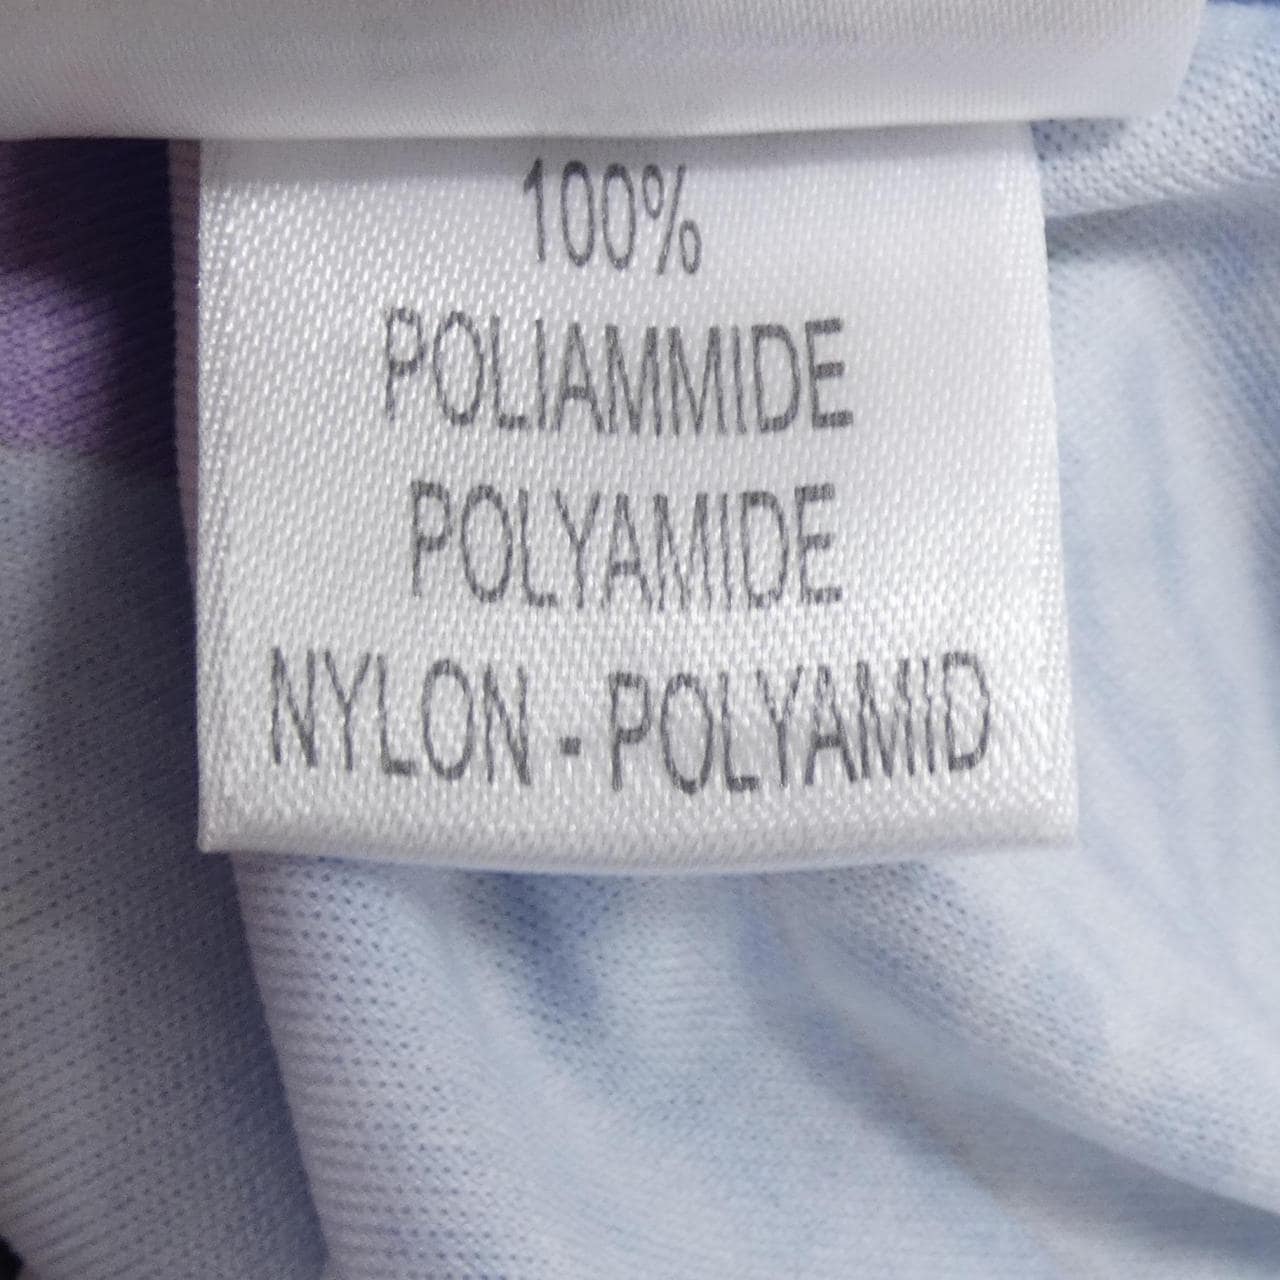 100%
POLIAMMIDE
POLYAMIDE
NYLON - POLYAMID